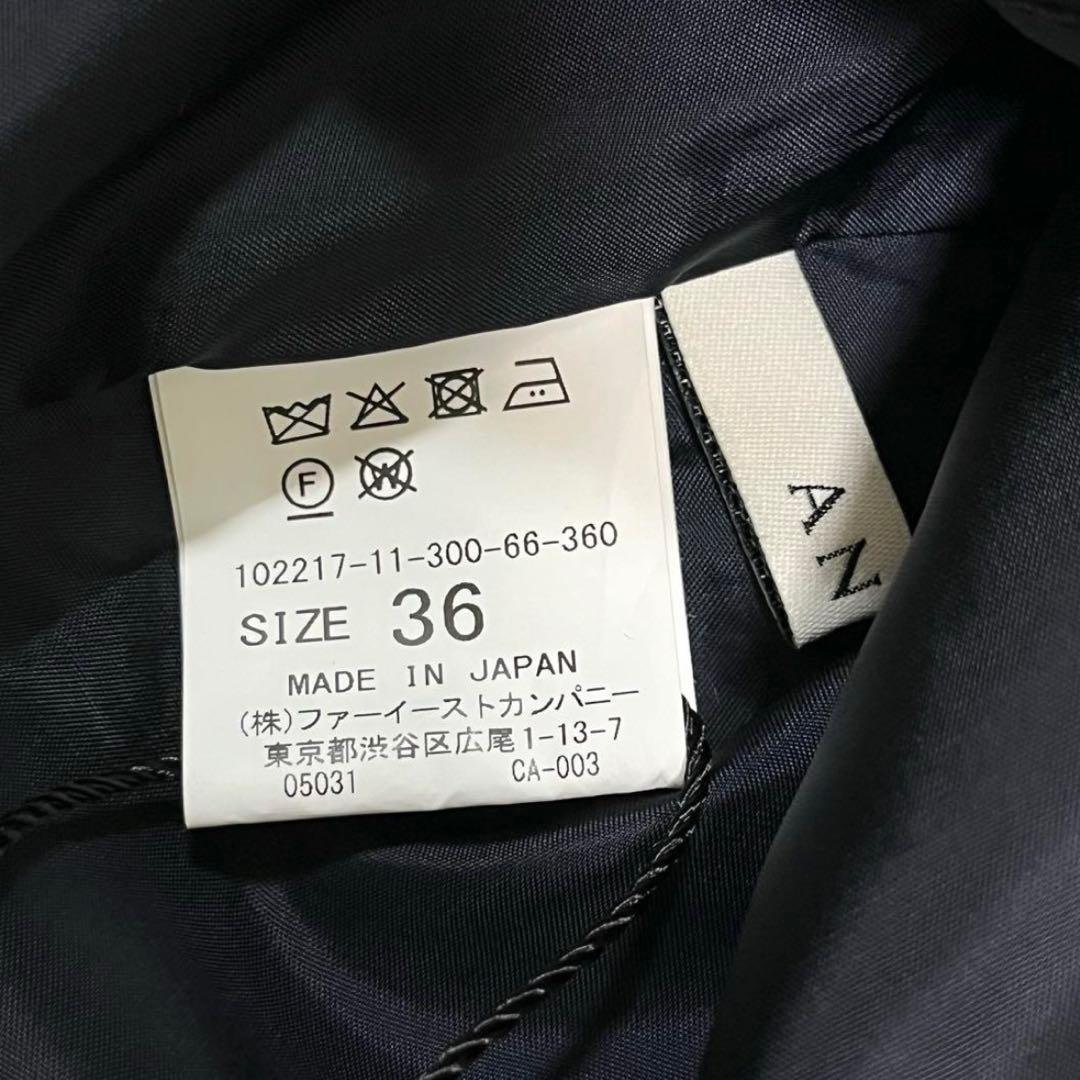 F
W
102217-11-300-66-360
SIZE 36
MADE IN JAPAN
(株)ファーイーストカンパニー
東京都渋谷区広尾1-13-7
05031 CA-003
AN